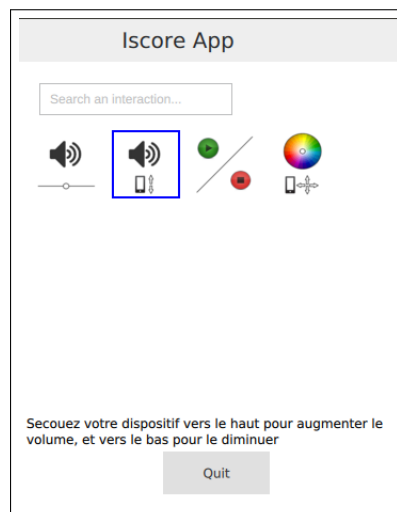 Iscore App
Search an interaction...
Secouez votre dispositif vers le haut pour augmenter le
volume, et vers le bas pour le diminuer
Quit